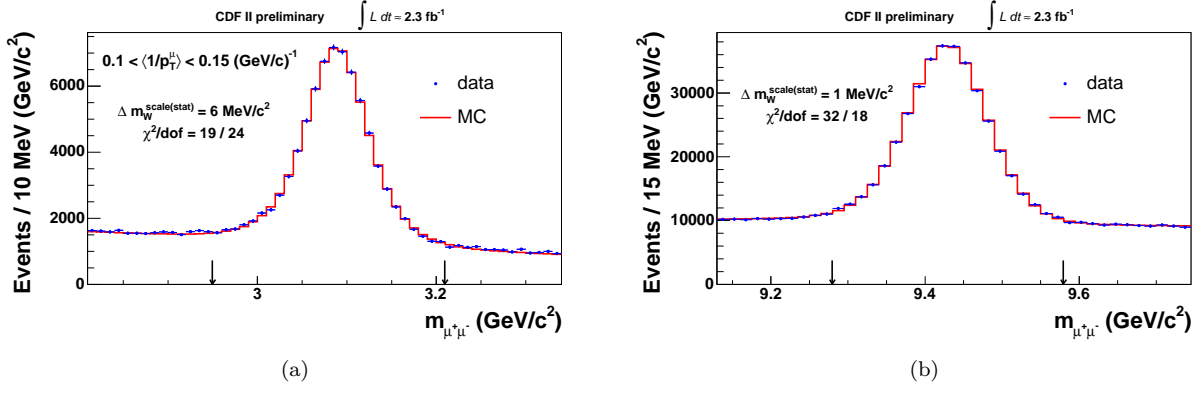 CDF II preliminary ∫ L dt ≈ 2.3 fb⁻¹
Events / 10 MeV (GeV/c²)
0.1 < ⟨1/p_T^μ⟩ < 0.15 (GeV/c)⁻¹
Δ m_W^scale(stat) = 6 MeV/c²
χ²/dof = 19 / 24
data
MC
6000
4000
2000
0
3
3.2
m_μ⁺μ⁻ (GeV/c²)
(a)
CDF II preliminary ∫ L dt ≈ 2.3 fb⁻¹
Events / 15 MeV (GeV/c²)
Δ m_W^scale(stat) = 1 MeV/c²
χ²/dof = 32 / 18
data
MC
30000
20000
10000
0
9.2
9.4
9.6
m_μ⁺μ⁻ (GeV/c²)
(b)